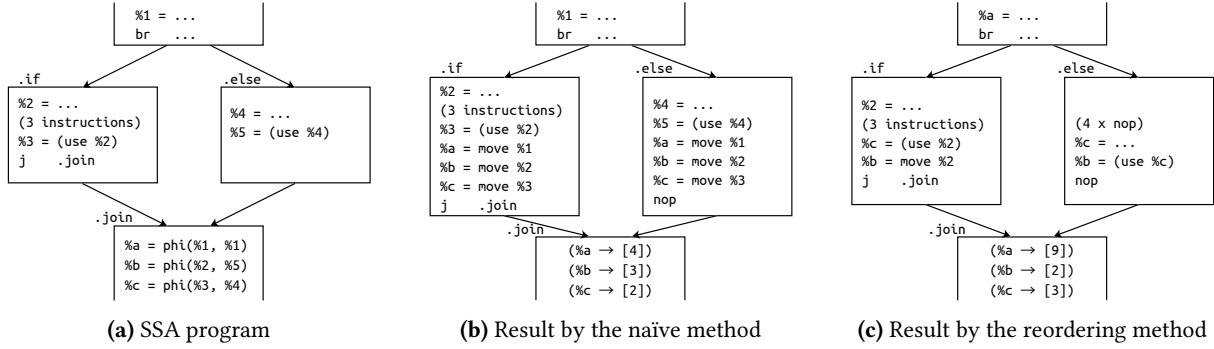 %1 = ...
br ...
.if
.else
%2 = ...
(3 instructions)
%3 = (use %2)
j .join
%4 = ...
%5 = (use %4)
.join
%a = phi(%1, %1)
%b = phi(%2, %5)
%c = phi(%3, %4)
(a) SSA program
%1 = ...
br ...
.if
.else
%2 = ...
(3 instructions)
%3 = (use %2)
%a = move %1
%b = move %2
%c = move %3
j .join
%4 = ...
%5 = (use %4)
%a = move %1
%b = move %2
%c = move %3
nop
.join
(%a → [4])
(%b → [3])
(%c → [2])
(b) Result by the naïve method
%a = ...
br ...
.if
.else
%2 = ...
(3 instructions)
%c = (use %2)
%b = move %2
j .join
(4 x nop)
%c = ...
%b = (use %c)
nop
.join
(%a → [9])
(%b → [2])
(%c → [3])
(c) Result by the reordering method